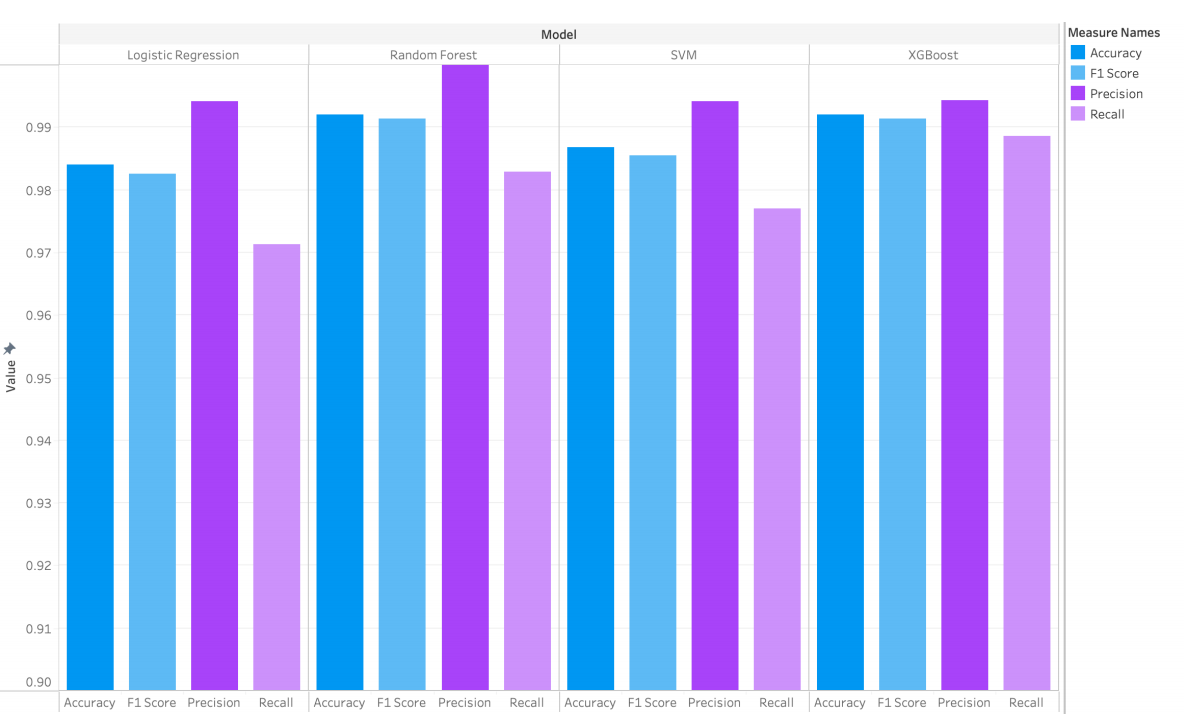 Model
Logistic Regression Random Forest SVM XGBoost
Measure Names
Accuracy
F1 Score
Precision
Recall
0.99
0.98
0.97
0.96
0.95
0.94
0.93
0.92
0.91
0.90
Value
Accuracy F1 Score Precision Recall Accuracy F1 Score Precision Recall Accuracy F1 Score Precision Recall Accuracy F1 Score Precision Recall